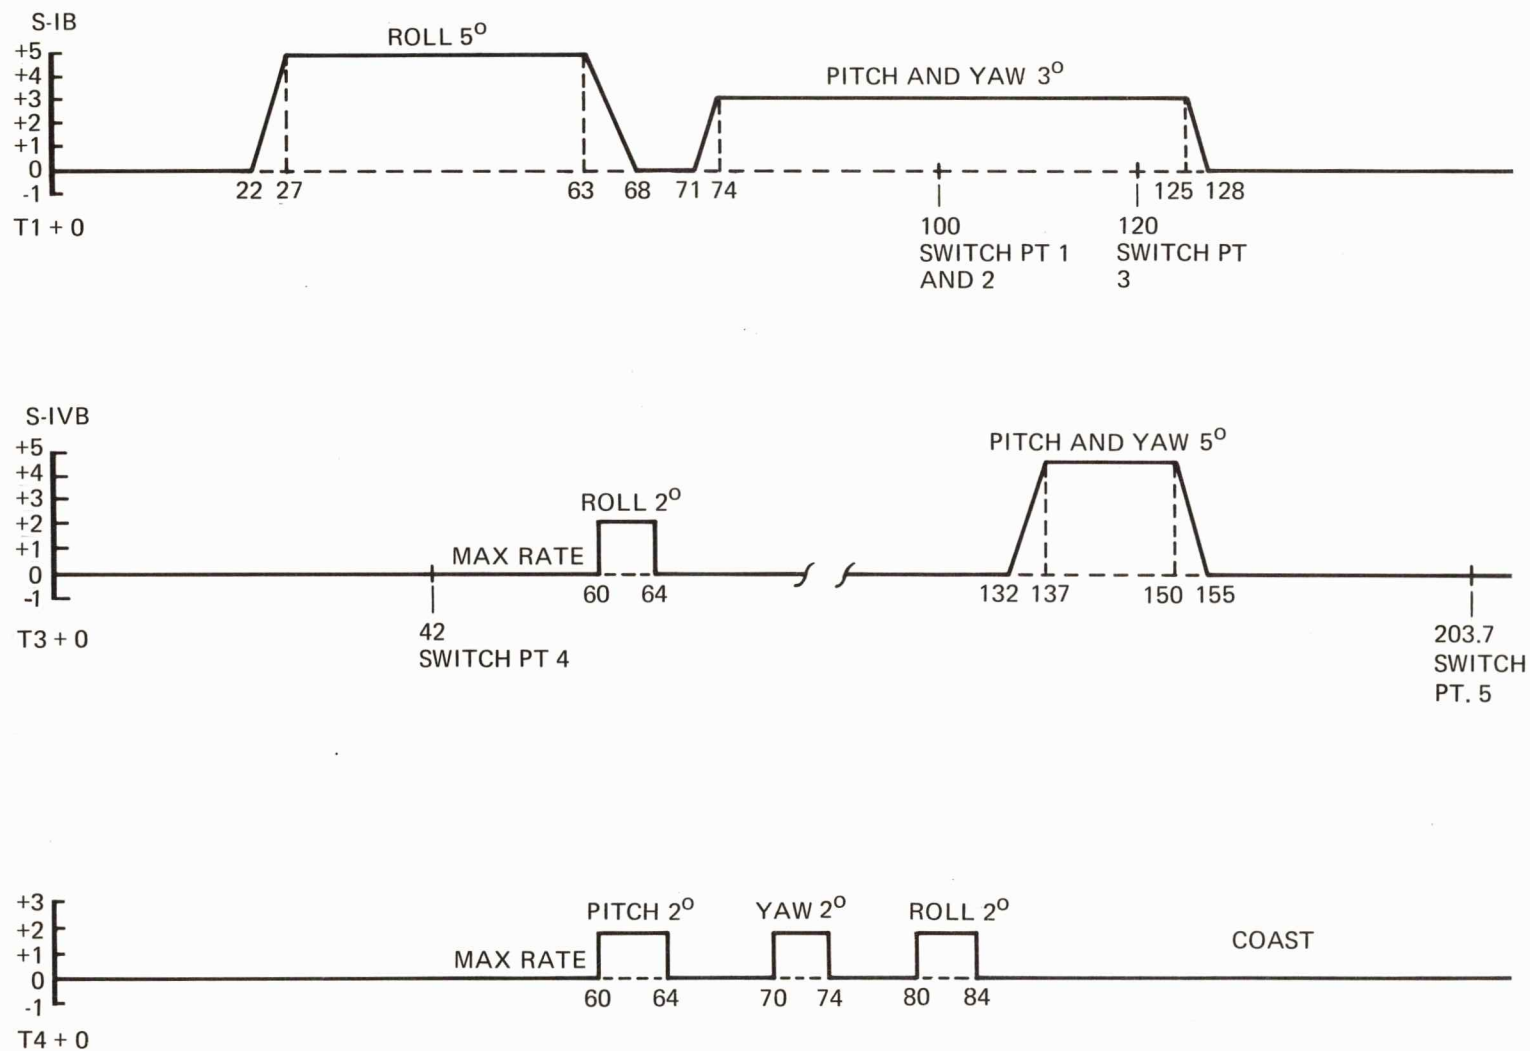 S-IB
ROLL 5°
+5
+4
+3
+2
+1
0
-1
PITCH AND YAW 3°
22 27 63 68 71 74 125 128
T1 + 0
100
SWITCH PT 1
AND 2
120
SWITCH PT
3
S-IVB
+5
+4
+3
+2
+1
0
-1
PITCH AND YAW 5°
ROLL 2°
MAX RATE
60 64 132 137 150 155
T3 + 0
42
SWITCH PT 4
203.7
SWITCH
PT. 5
+3
+2
+1
0
-1
PITCH 2° YAW 2° ROLL 2°
COAST
MAX RATE
60 64 70 74 80 84
T4 + 0